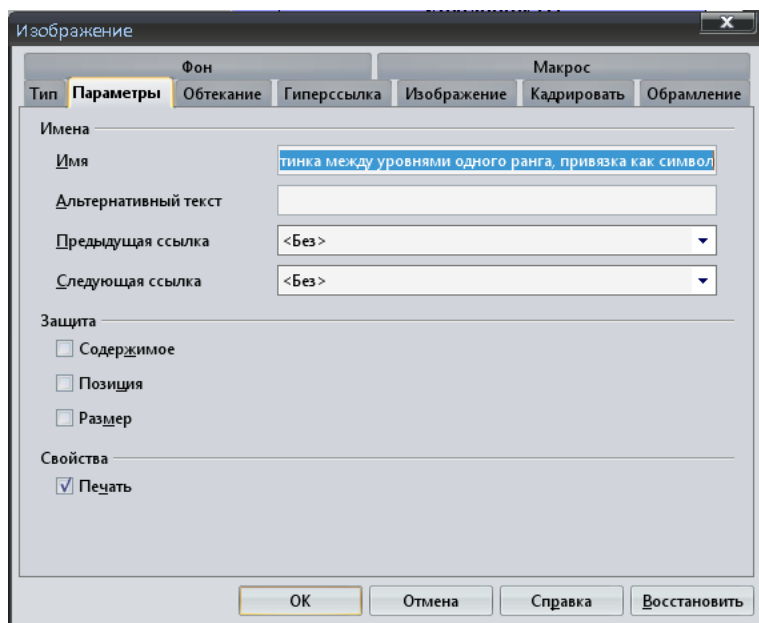 Изображение
Фон Макрос
Тип Параметры Обтекание Гиперссылка Изображение Кадрировать Обрамление
Имена
Имя тинка между уровнями одного ранга, привязка как символ
Альтернативный текст
Предыдущая ссылка <Без>
Следующая ссылка <Без>
Защита
Содержимое
Позиция
Размер
Свойства
Печать
OK Отмена Справка Восстановить